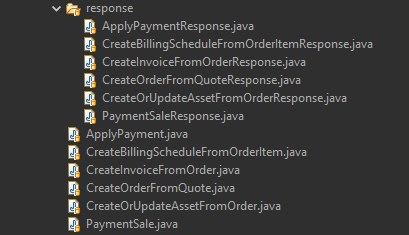 response
ApplyPaymentResponse.java
CreateBillingScheduleFromOrderItemResponse.java
CreateInvoiceFromOrderResponse.java
CreateOrderFromQuoteResponse.java
CreateOrUpdateAssetFromOrderResponse.java
PaymentSaleResponse.java
ApplyPayment.java
CreateBillingScheduleFromOrderItem.java
CreateInvoiceFromOrder.java
CreateOrderFromQuote.java
CreateOrUpdateAssetFromOrder.java
PaymentSale.java